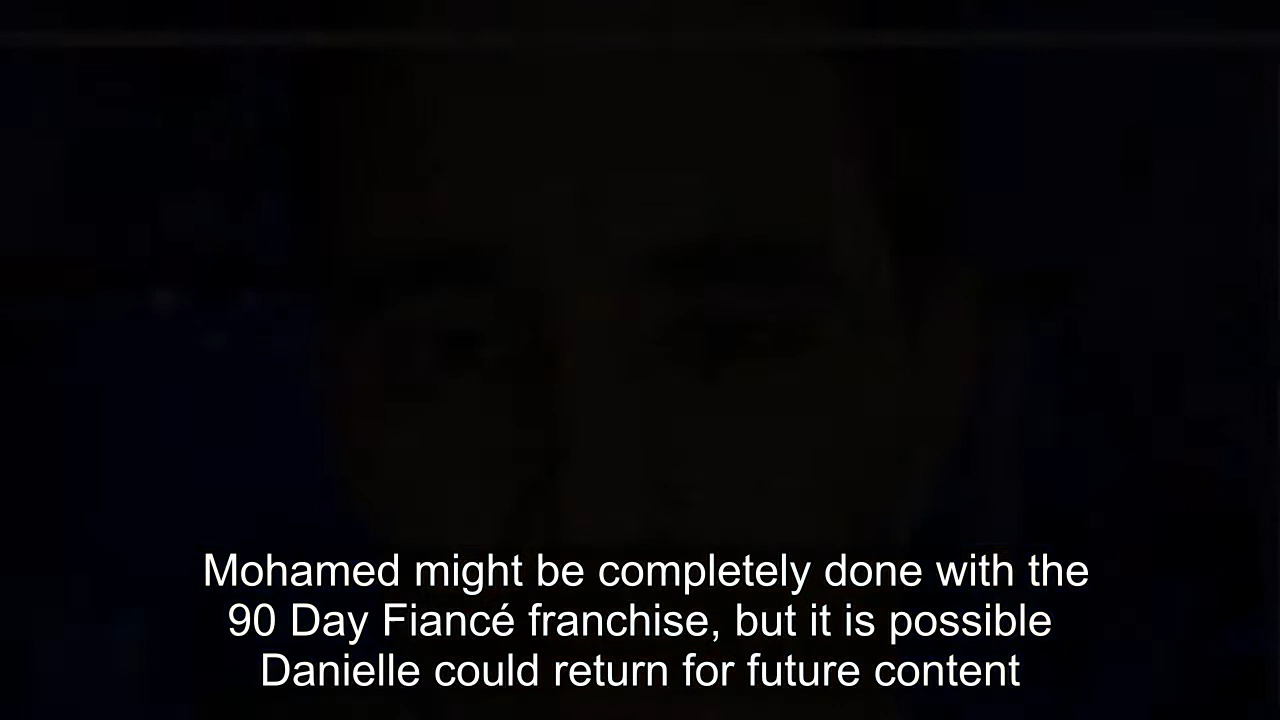 Mohamed might be completely done with the
90 Day Fiancé franchise, but it is possible
Danielle could return for future content